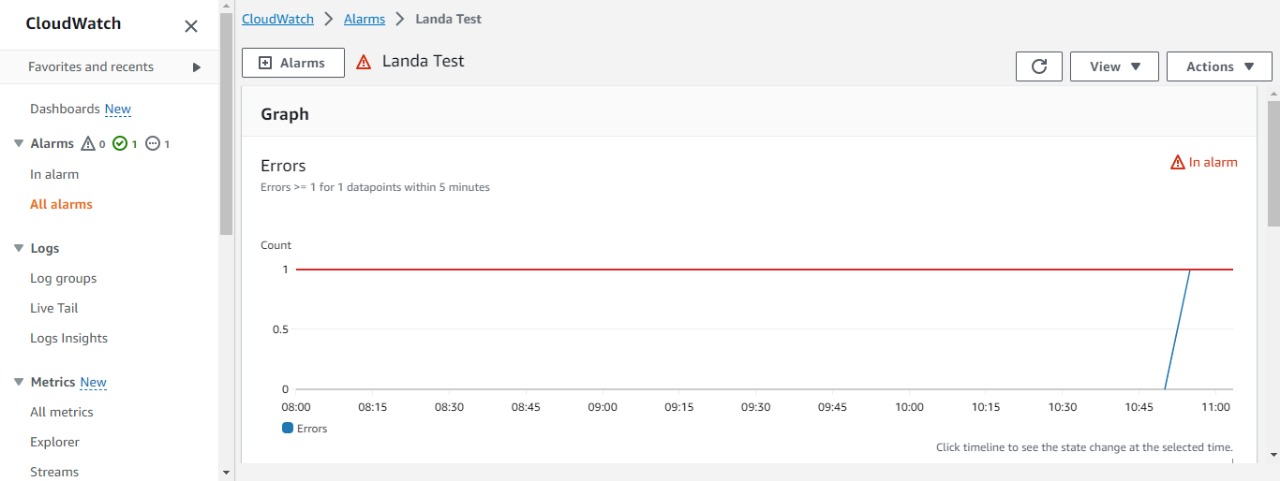 CloudWatch
Favorites and recents
Dashboards New
Alarms 0 1 1
In alarm
All alarms
Logs
Log groups
Live Tail
Logs Insights
Metrics New
All metrics
Explorer
Streams
CloudWatch > Alarms > Landa Test
Alarms
Landa Test
View
Actions
Graph
Errors
In alarm
Errors >= 1 for 1 datapoints within 5 minutes
Count
1
0.5
0
08:00 08:15 08:30 08:45 09:00 09:15 09:30 09:45 10:00 10:15 10:30 10:45 11:00
Errors
Click timeline to see the state change at the selected time.